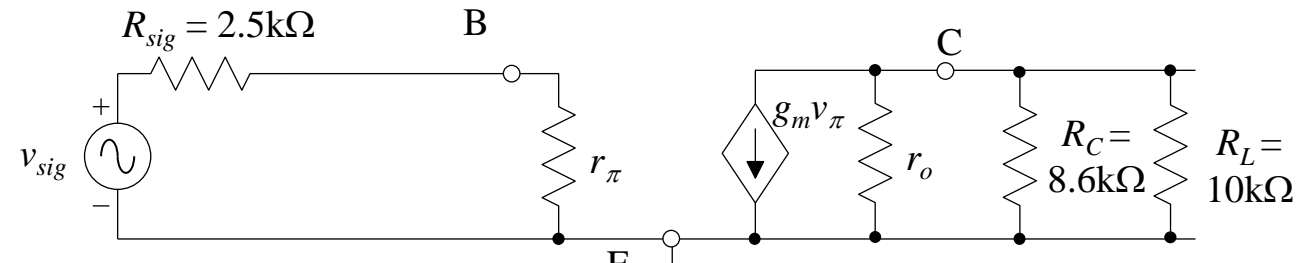 R_sig = 2.5kΩ
B
C
+
v_sig
−
r_π
g_m v_π
r_o
R_C =
8.6kΩ
R_L =
10kΩ
E